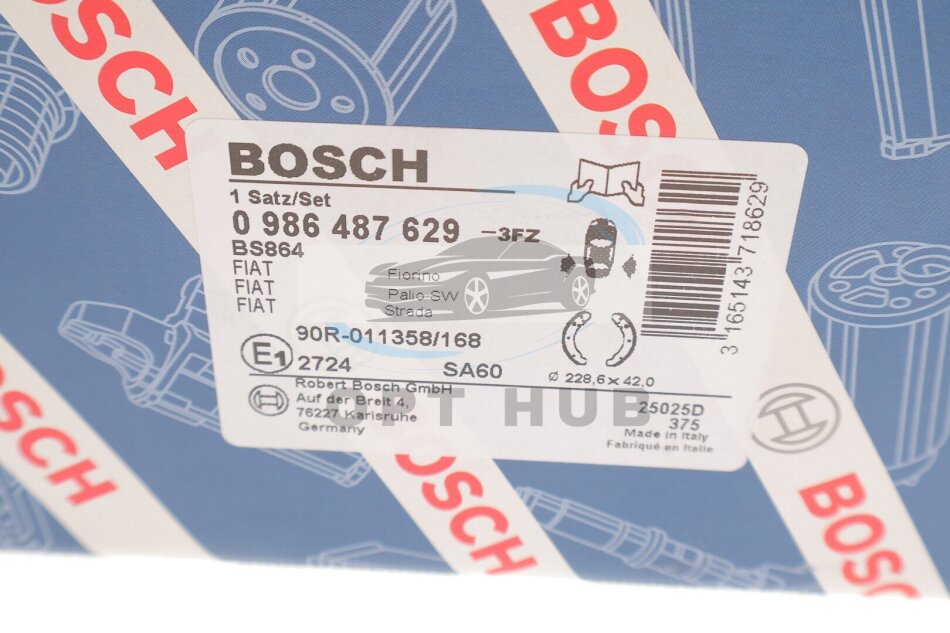 BOSCH
BOSCH
BOSCH
1 Satz/Set
0 986 487 629 –3FZ
BS864
FIAT Fiorino
FIAT Palio SW
FIAT Strada
90R-011358/168
E1 2724 SA60
Ø 228,6 x 42,0
Robert Bosch GmbH
Auf der Breit 4,
76227 Karlsruhe
Germany
25025D
375
Made in Italy
Fabriqué en Italie
3 165143 718629
PT HUB
BOSCH
BOSCH
BOSCH